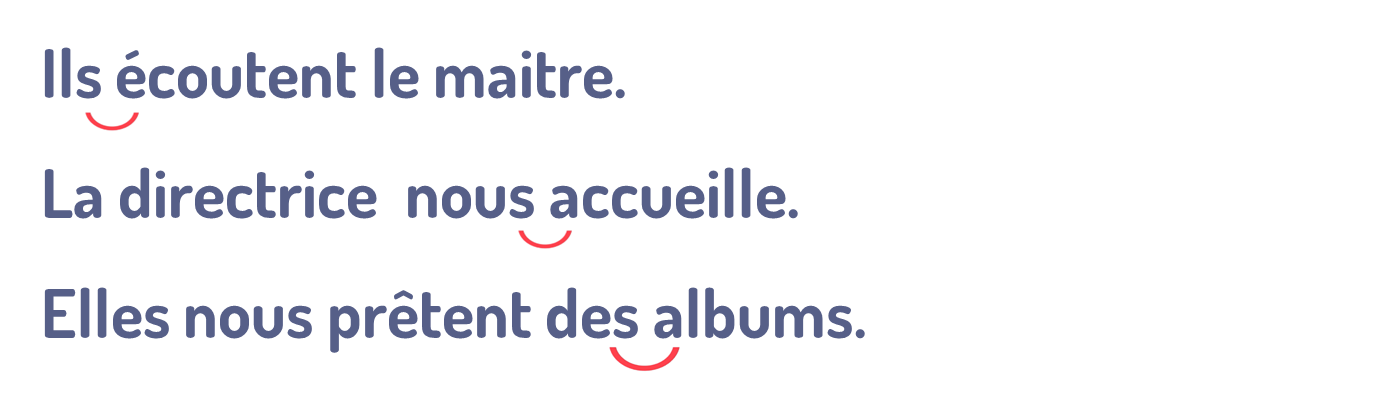 Ils écoutent le maitre.
La directrice nous accueille.
Elles nous prêtent des albums.